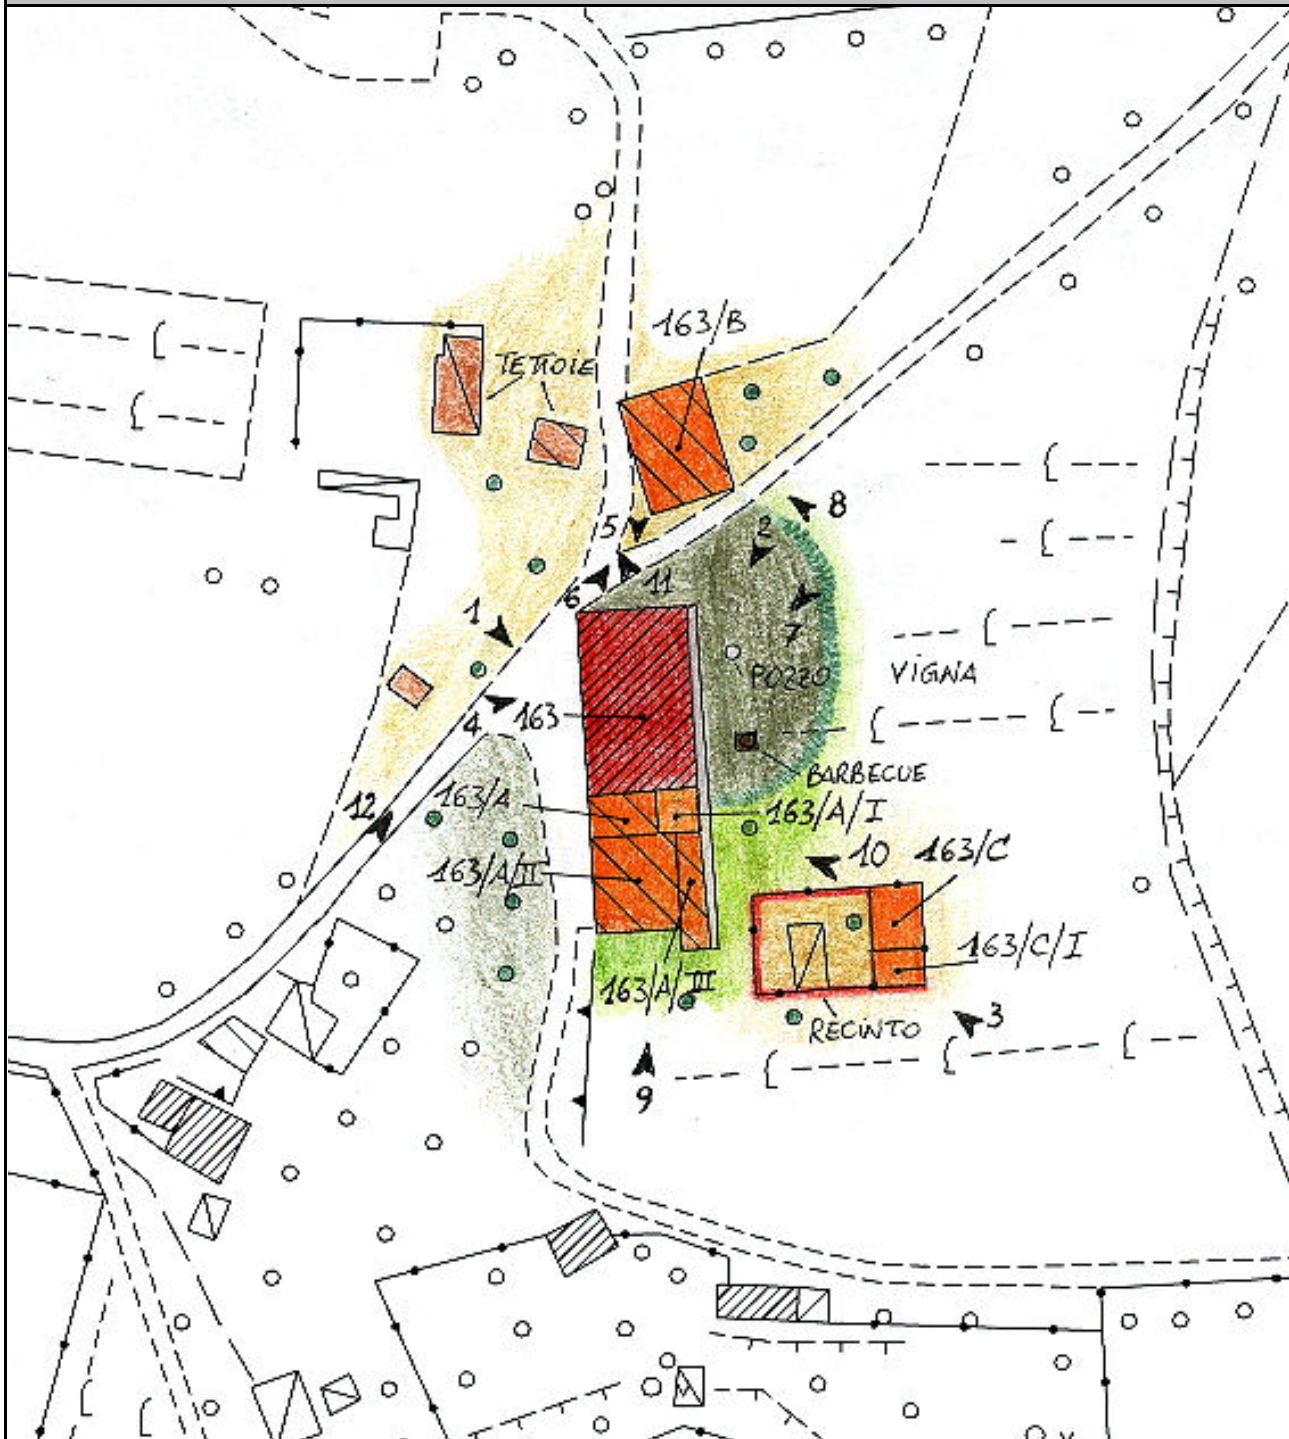 163/B
TETTOIE
8
5
2
11
6
1
7
POZZO
VIGNA
4
163
BARBECUE
163/A
163/A/I
12
10
163/C
163/A/II
163/C/I
163/A/III
RECINTO
3
9